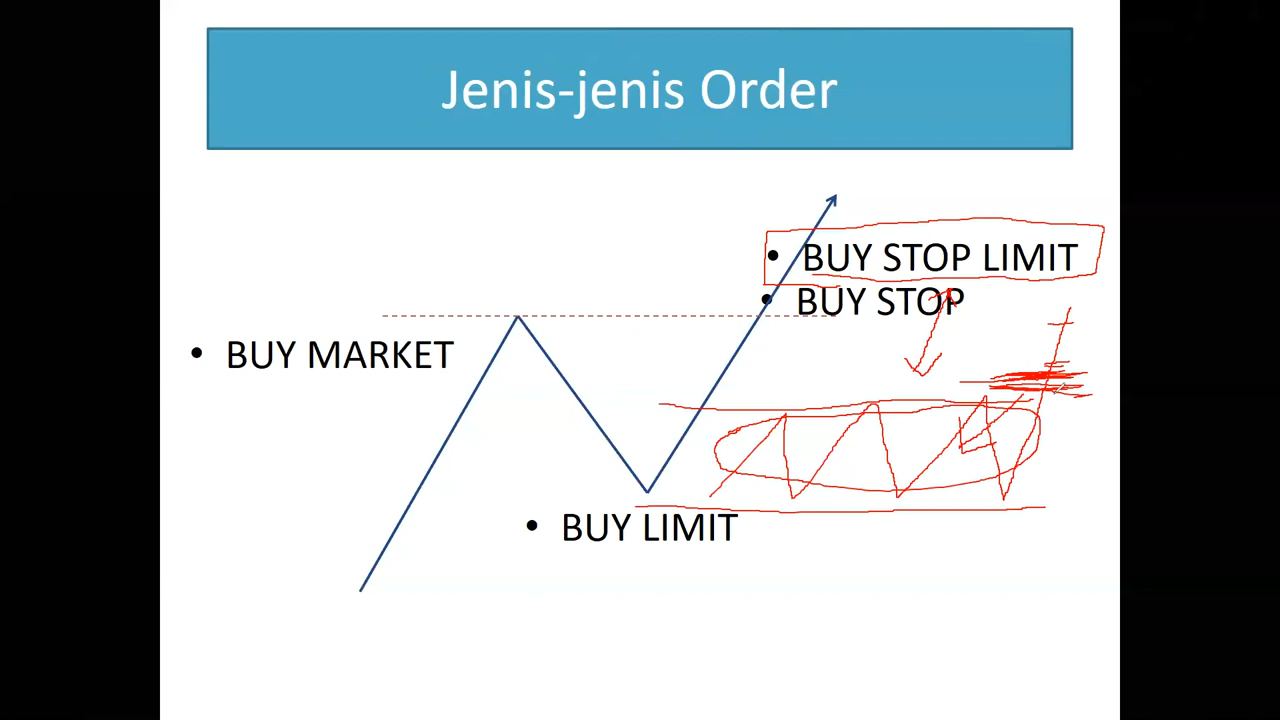 Jenis-jenis Order
• BUY STOP LIMIT
• BUY STOP
• BUY MARKET
• BUY LIMIT